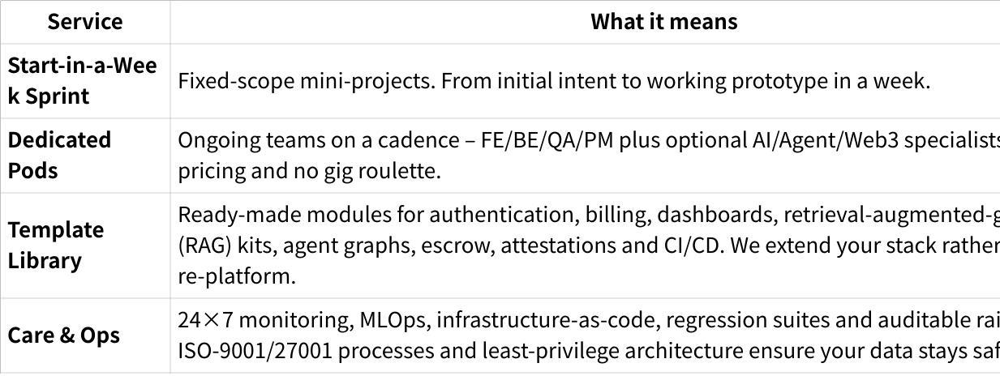 Service
What it means
Start-in-a-Wee
k Sprint
Fixed-scope mini-projects. From initial intent to working prototype in a week.
Dedicated
Pods
Ongoing teams on a cadence – FE/BE/QA/PM plus optional AI/Agent/Web3 specialists
pricing and no gig roulette.
Template
Library
Ready-made modules for authentication, billing, dashboards, retrieval-augmented-g
(RAG) kits, agent graphs, escrow, attestations and CI/CD. We extend your stack rather
re-platform.
Care & Ops
24×7 monitoring, MLOps, infrastructure-as-code, regression suites and auditable rai
ISO-9001/27001 processes and least-privilege architecture ensure your data stays saf